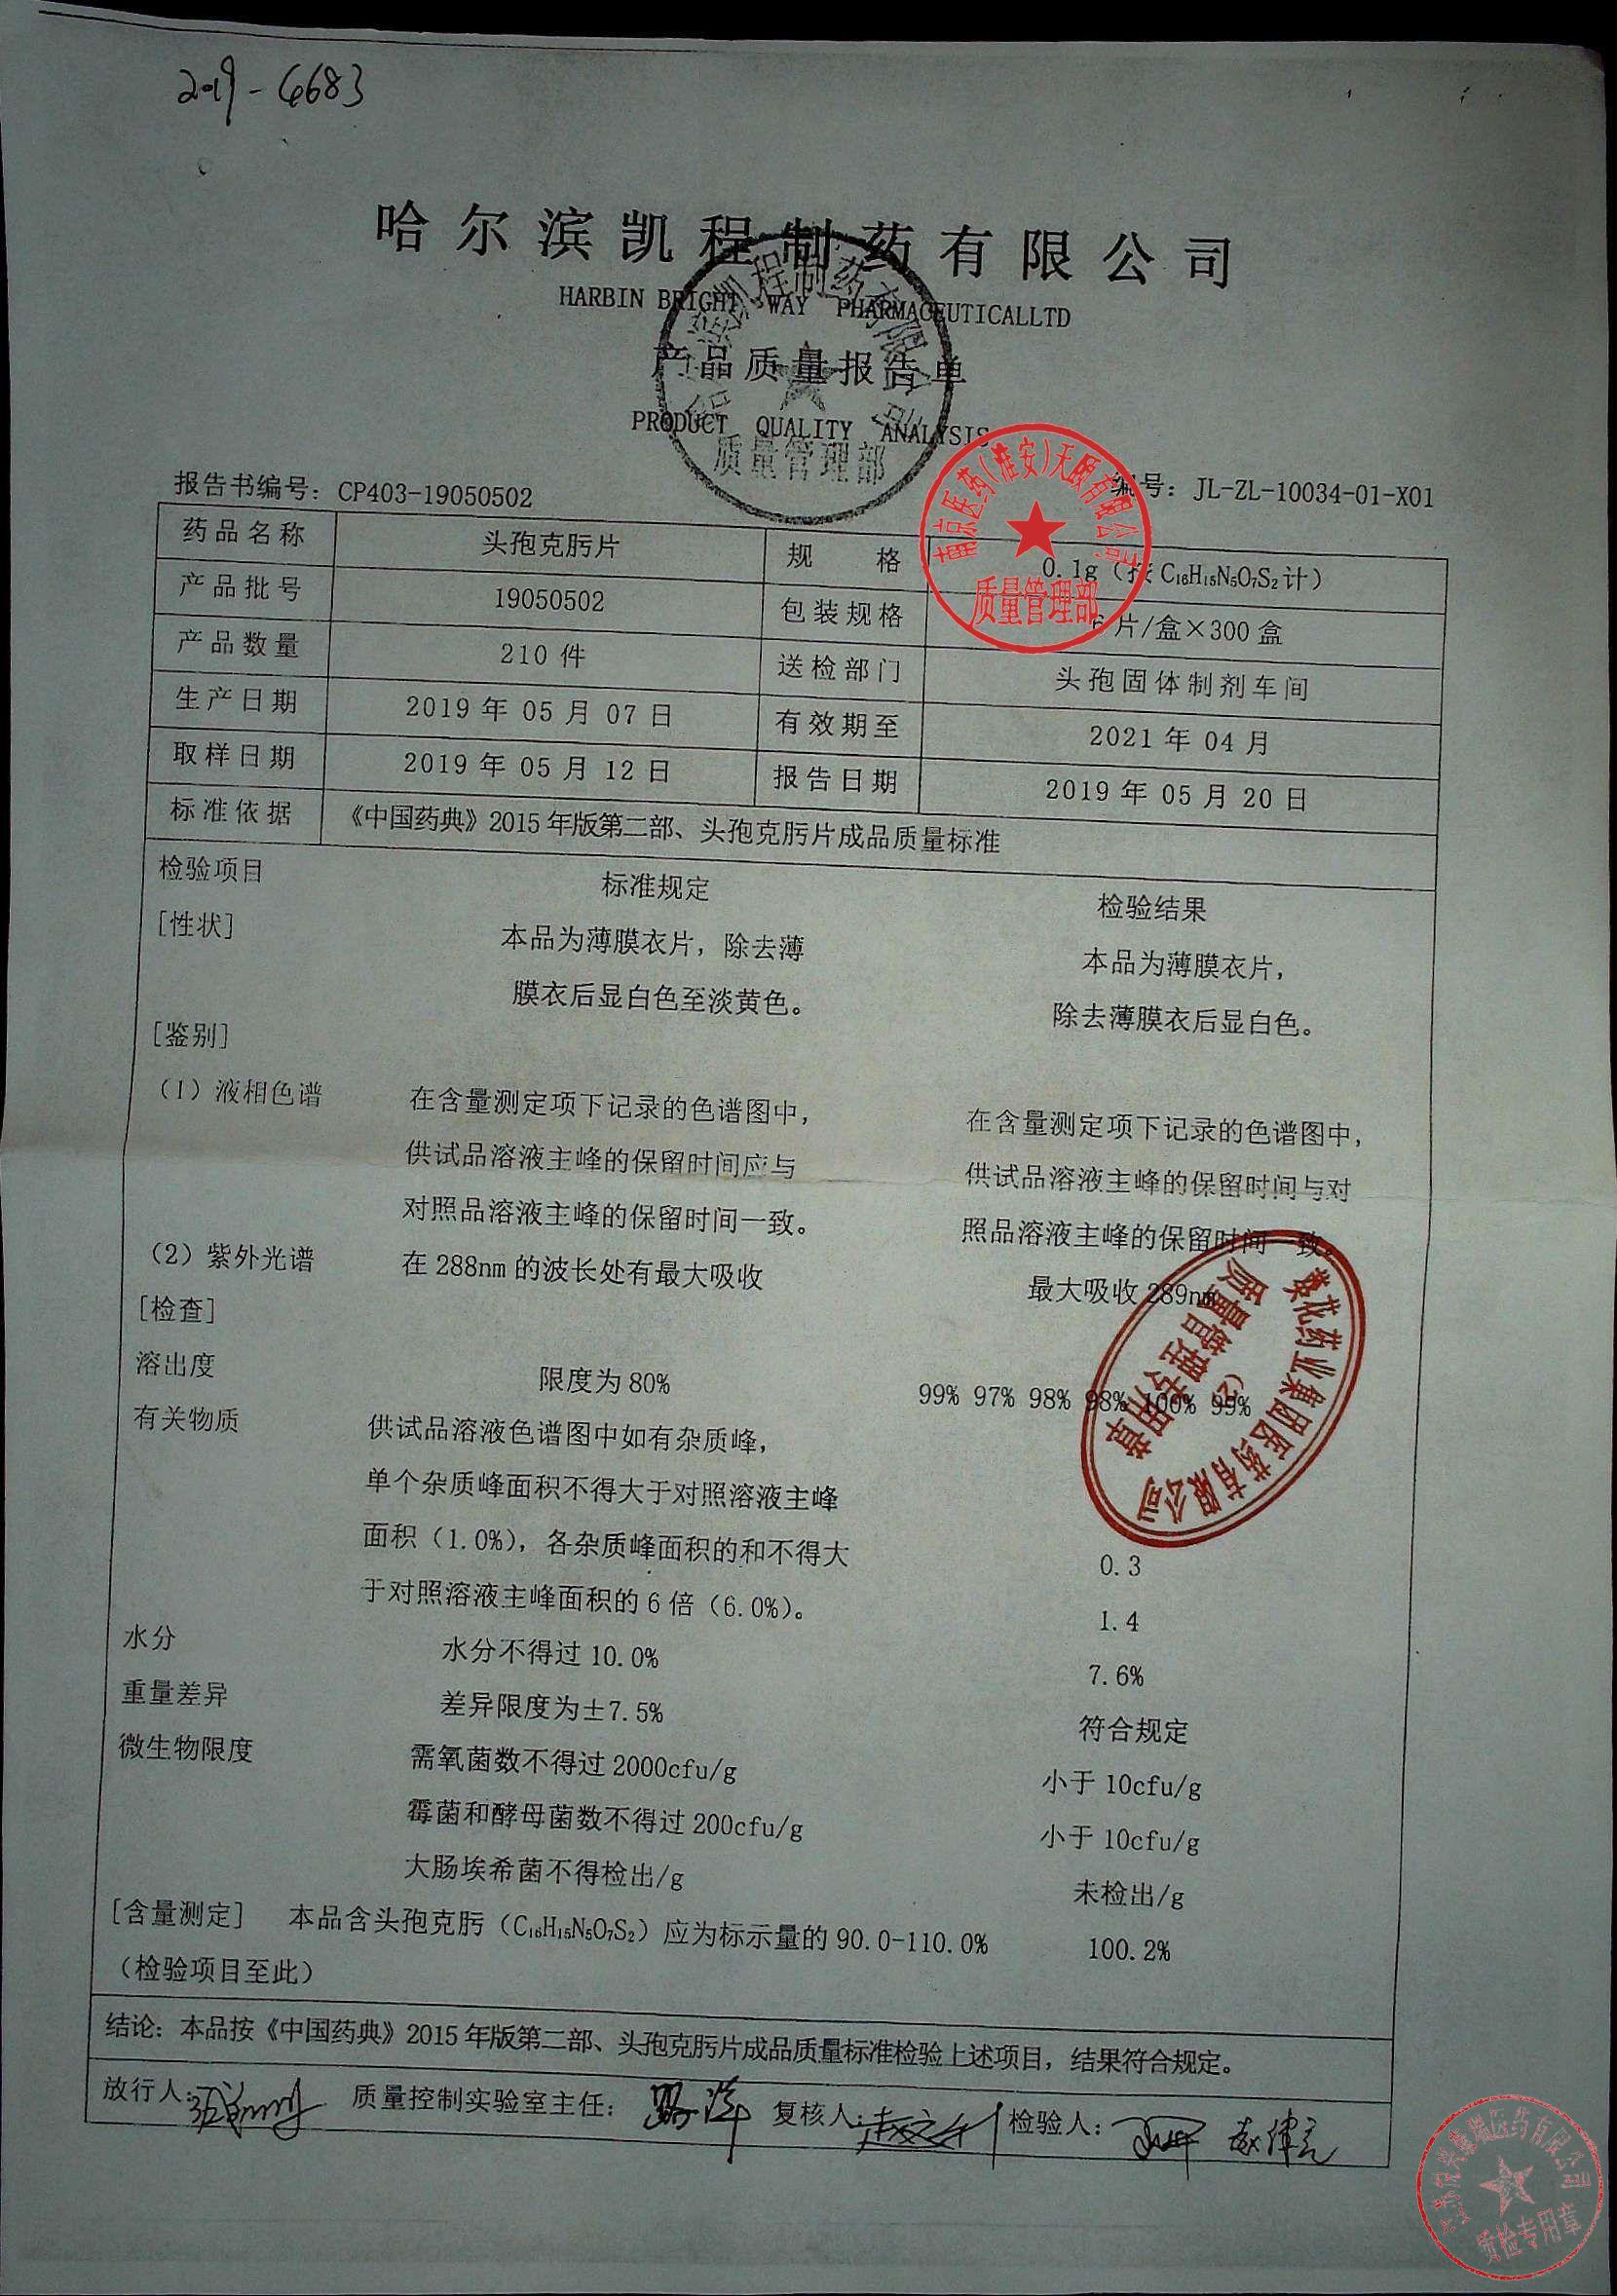 2019-6683
哈尔滨凯程制药有限公司
HARBIN BRIGHT WAY PHARMACEUTICALLTD
产品质量报告单
PRODUCT QUALITY ANALYSIS
质量管理部
报告书编号：CP403-19050502 编号：JL-ZL-10034-01-X01
药品名称 头孢克肟片 规格 0.1g（按C₁₆H₁₅N₅O₇S₂计）
产品批号 19050502 包装规格 6片/盒×300盒
质量管理部
产品数量 210件 送检部门 头孢固体制剂车间
生产日期 2019年05月07日 有效期至 2021年04月
取样日期 2019年05月12日 报告日期 2019年05月20日
标准依据 《中国药典》2015年版第二部、头孢克肟片成品质量标准
检验项目 标准规定 检验结果
[性状] 本品为薄膜衣片，除去薄 本品为薄膜衣片，
膜衣后显白色至淡黄色。 除去薄膜衣后显白色。
[鉴别]
（1）液相色谱 在含量测定项下记录的色谱图中， 在含量测定项下记录的色谱图中，
供试品溶液主峰的保留时间应与 供试品溶液主峰的保留时间与对
对照品溶液主峰的保留时间一致。 照品溶液主峰的保留时间一致。
（2）紫外光谱 在288nm的波长处有最大吸收 最大吸收289nm
[检查]
溶出度 限度为80% 99% 97% 98% 98% 100% 95%
葵花药业集团医药有限公司
质量管理专用章
(2)
有关物质 供试品溶液色谱图中如有杂质峰，
单个杂质峰面积不得大于对照溶液主峰
面积（1.0%），各杂质峰面积的和不得大 0.3
于对照溶液主峰面积的6倍（6.0%）。 1.4
水分 水分不得过10.0% 7.6%
重量差异 差异限度为±7.5% 符合规定
微生物限度 需氧菌数不得过2000cfu/g 小于10cfu/g
霉菌和酵母菌数不得过200cfu/g 小于10cfu/g
大肠埃希菌不得检出/g 未检出/g
[含量测定] 本品含头孢克肟（C₁₆H₁₅N₅O₇S₂）应为标示量的90.0-110.0% 100.2%
（检验项目至此）
结论：本品按《中国药典》2015年版第二部、头孢克肟片成品质量标准检验上述项目，结果符合规定。
放行人： 质量控制实验室主任： 复核人： 检验人：
质检专用章